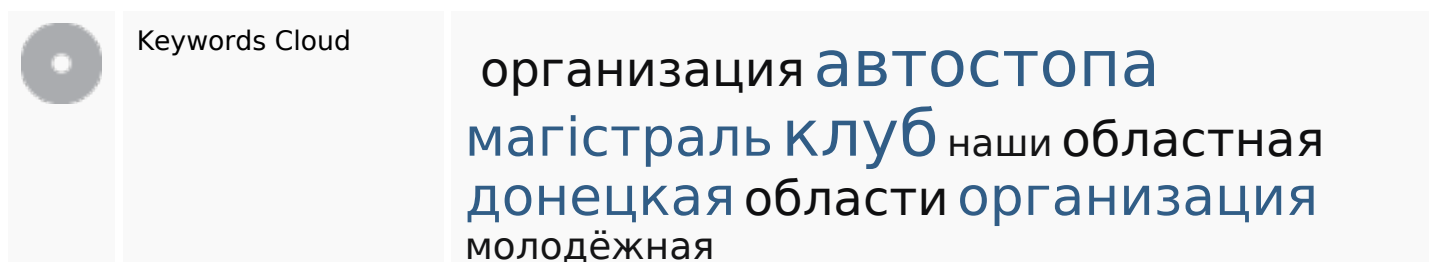 Keywords Cloud
организация автостопа
магістраль клуб наши областная
донецкая области организация
молодёжная